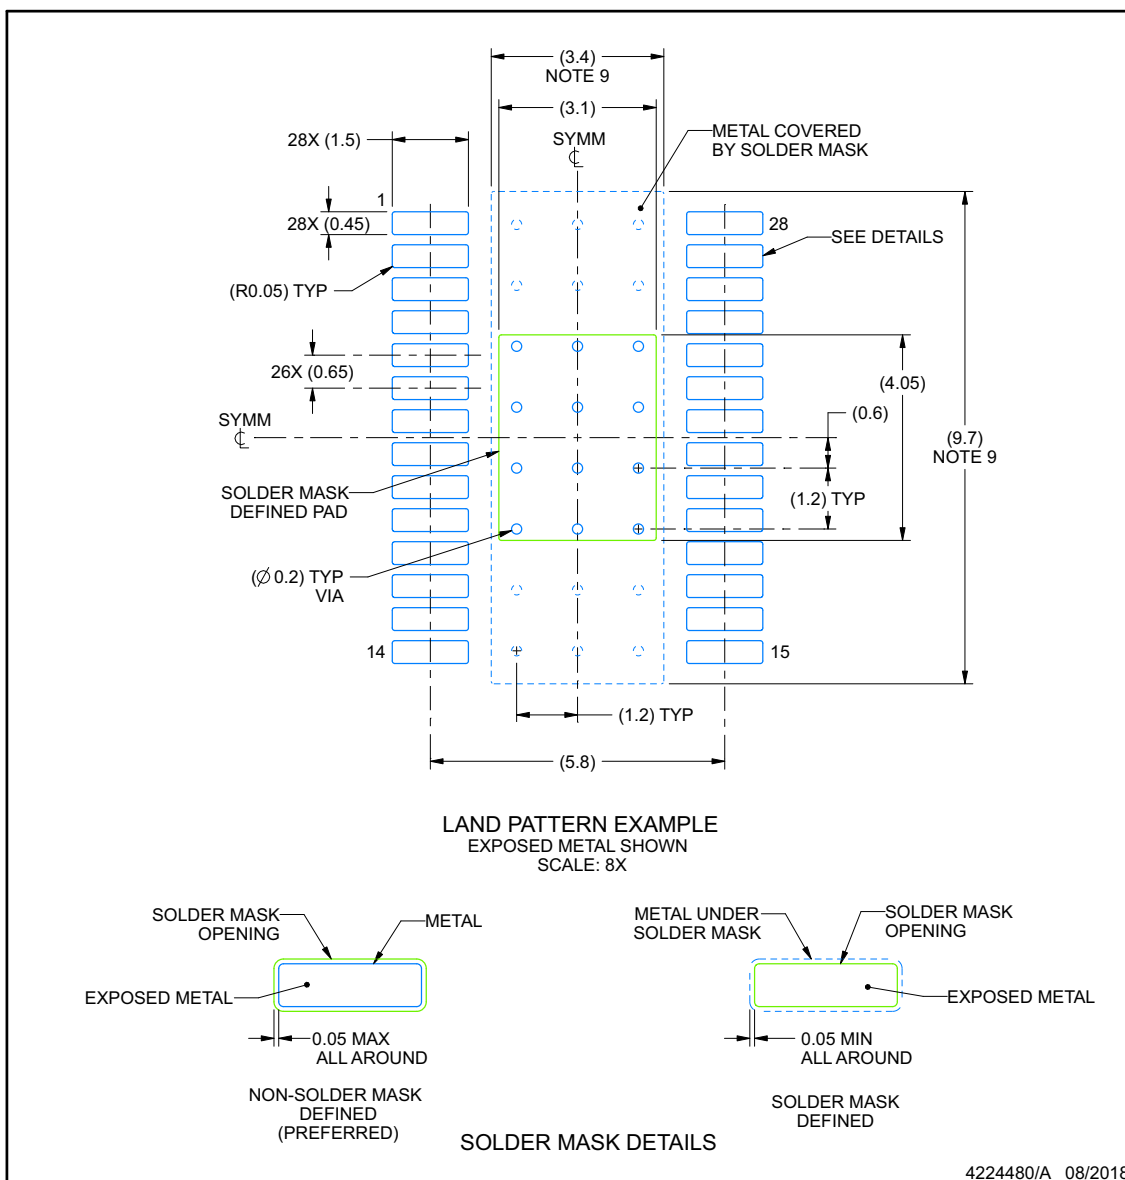 (3.4)
NOTE 9
(3.1)
SYMM
METAL COVERED
BY SOLDER MASK
28X (1.5)
1
28X (0.45)
28
SEE DETAILS
(R0.05) TYP
26X (0.65)
(4.05)
(0.6)
SYMM
(9.7)
NOTE 9
SOLDER MASK
DEFINED PAD
(1.2) TYP
(Ø 0.2) TYP
VIA
14
15
(1.2) TYP
(5.8)
LAND PATTERN EXAMPLE
EXPOSED METAL SHOWN
SCALE: 8X
SOLDER MASK
OPENING
METAL
EXPOSED METAL
0.05 MAX
ALL AROUND
NON-SOLDER MASK
DEFINED
(PREFERRED)
METAL UNDER
SOLDER MASK
SOLDER MASK
OPENING
EXPOSED METAL
0.05 MIN
ALL AROUND
SOLDER MASK
DEFINED
SOLDER MASK DETAILS
4224480/A 08/2018